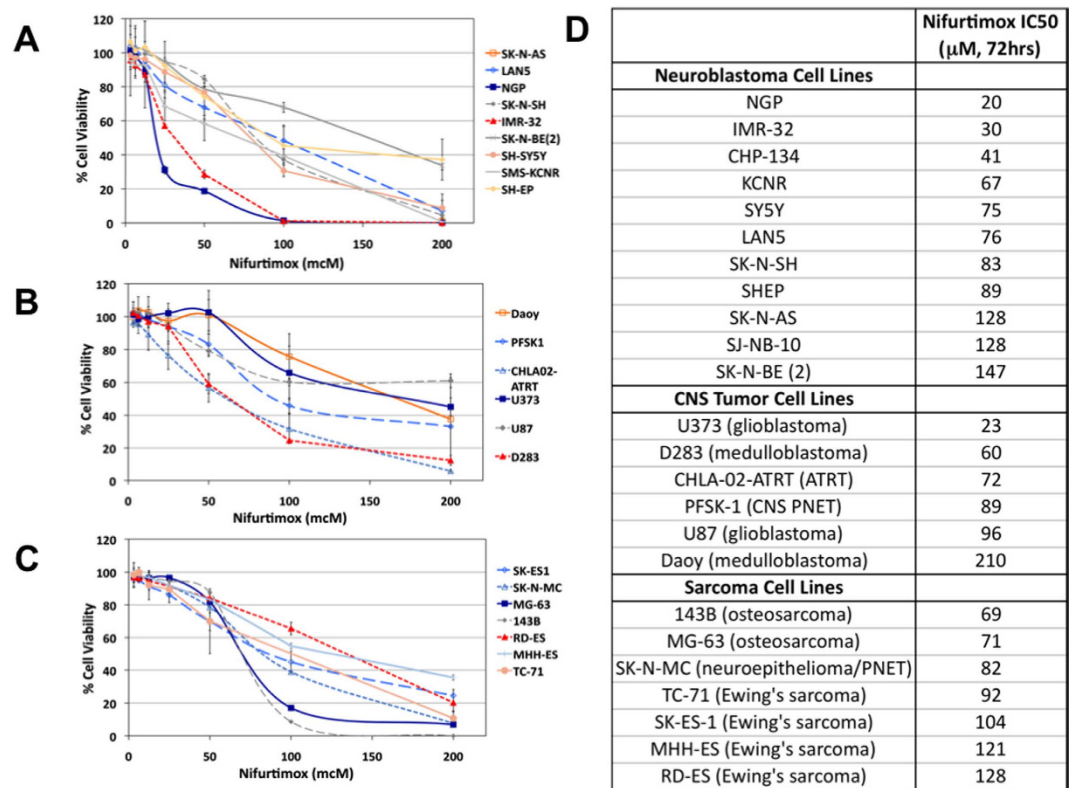 A
120
100
80
60
40
20
0
% Cell Viability
0 50 100 150 200
Nifurtimox (mcM)
SK-N-AS
LAN5
NGP
SK-N-SH
IMR-32
SK-N-BE(2)
SH-SY5Y
SMS-KCNR
SH-EP
B
120
100
80
60
40
20
0
% Cell Viability
0 50 100 150 200
Nifurtimox (mcM)
Daoy
PFSK1
CHLA02-
ATRT
U373
U87
D283
C
120
100
80
60
40
20
0
% Cell Viability
0 50 100 150 200
Nifurtimox (mcM)
SK-ES1
SK-N-MC
MG-63
143B
RD-ES
MHH-ES
TC-71
D
Nifurtimox IC50
(μM, 72hrs)
Neuroblastoma Cell Lines
NGP 20
IMR-32 30
CHP-134 41
KCNR 67
SY5Y 75
LAN5 76
SK-N-SH 83
SHEP 89
SK-N-AS 128
SJ-NB-10 128
SK-N-BE (2) 147
CNS Tumor Cell Lines
U373 (glioblastoma) 23
D283 (medulloblastoma) 60
CHLA-02-ATRT (ATRT) 72
PFSK-1 (CNS PNET) 89
U87 (glioblastoma) 96
Daoy (medulloblastoma) 210
Sarcoma Cell Lines
143B (osteosarcoma) 69
MG-63 (osteosarcoma) 71
SK-N-MC (neuroepithelioma/PNET) 82
TC-71 (Ewing's sarcoma) 92
SK-ES-1 (Ewing's sarcoma) 104
MHH-ES (Ewing's sarcoma) 121
RD-ES (Ewing's sarcoma) 128